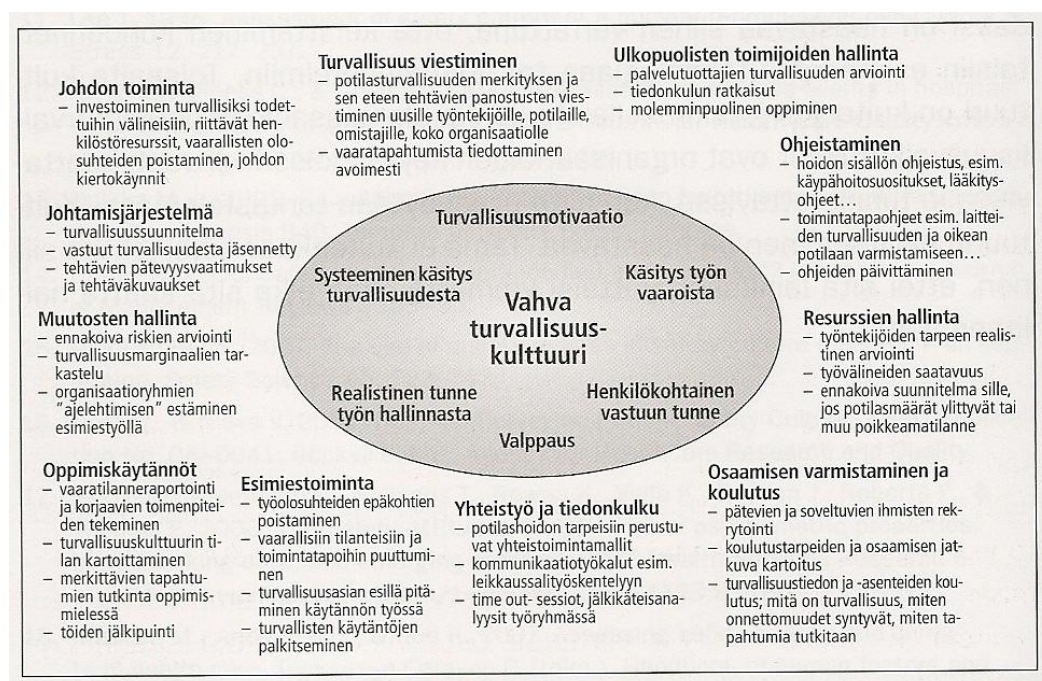 Johdon toiminta
– investoiminen turvallisiksi todet-
tuihin välineisiin, riittävät hen-
kilöstöresurssit, vaarallisten olo-
suhteiden poistaminen, johdon
kiertokäynnit
Turvallisuus viestiminen
– potilasturvallisuuden merkityksen ja
sen eteen tehtävien panostusten vies-
timinen uusille työntekijöille, potilaille,
omistajille, koko organisaatiolle
– vaaratapahtumista tiedottaminen
avoimesti
Ulkopuolisten toimijoiden hallinta
– palvelutuottajien turvallisuuden arviointi
– tiedonkulun ratkaisut
– molemminpuolinen oppiminen
Ohjeistaminen
– hoidon sisällön ohjeistus, esim.
käypähoitosuositukset, lääkitys-
ohjeet...
– toimintatapaohjeet esim. laittei-
den turvallisuuden ja oikean
potilaan varmistamiseen...
– ohjeiden päivittäminen
Johtamisjärjestelmä
– turvallisuussuunnitelma
– vastuut turvallisuudesta jäsennetty
– tehtävien pätevyysvaatimukset
ja tehtäväkuvaukset
Muutosten hallinta
– ennakoiva riskien arviointi
– turvallisuusmarginaalien tar-
kastelu
– organisaatioryhmien
"ajelehtimisen" estäminen
esimiestyöllä
Turvallisuusmotivaatio
Systeeminen käsitys
turvallisuudesta
Käsitys työn
vaaroista
Vahva
turvallisuus-
kulttuuri
Realistinen tunne
työn hallinnasta
Henkilökohtainen
vastuun tunne
Valppaus
Resurssien hallinta
– työntekijöiden tarpeen realis-
tinen arviointi
– työvälineiden saatavuus
– ennakoiva suunnitelma sille,
jos potilasmäärät ylittyvät tai
muu poikkeamatilanne
Oppimiskäytännöt
– vaaratilanneraportointi
ja korjaavien toimenpitei-
den tekeminen
– turvallisuuskulttuurin ti-
lan kartoittaminen
– merkittävien tapahtu-
mien tutkinta oppimis-
mielessä
– töiden jälkipuinti
Esimiestoiminta
– työolosuhteiden epäkohtien
poistaminen
– vaarallisiin tilanteisiin ja
toimintatapoihin puuttumi-
nen
– turvallisuusasian esillä pitä-
minen käytännön työssä
– turvallisten käytäntöjen
palkitseminen
Yhteistyö ja tiedonkulku
– potilashoidon tarpeisiin perustu-
vat yhteistoimintamallit
– kommunikaatiotyökalut esim.
leikkaussalityöskentelyyn
– time out- sessiot, jälkikäteisana-
lyysit työryhmässä
Osaamisen varmistaminen ja
koulutus
– pätevien ja soveltuvien ihmisten rek-
rytointi
– koulutustarpeiden ja osaamisen jat-
kuva kartoitus
– turvallisuustiedon ja -asenteiden kou-
lutus; mitä on turvallisuus, miten
onnettomuudet syntyvät, miten ta-
pahtumia tutkitaan